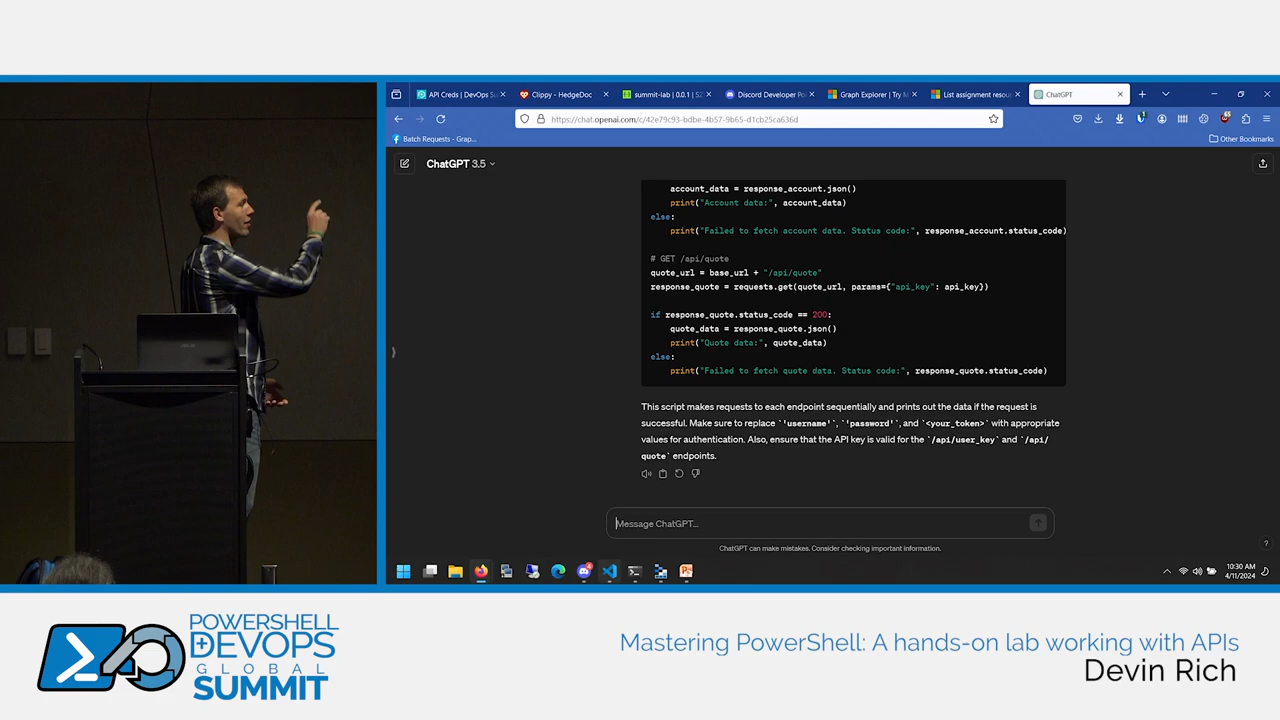 API Creds | DevOps Su
Clippy - HedgeDoc
summit-lab | 0.0.1 | S
Discord Developer Po
Graph Explorer | Try M
List assignment resou
ChatGPT
https://chat.openai.com/c/42e79c93-bdbe-4b57-9b65-d1cb25ca636d
Batch Requests - Grap...
Other Bookmarks
ChatGPT 3.5
account_data = response_account.json()
print("Account data:", account_data)
else:
print("Failed to fetch account data. Status code:", response_account.status_code)
# GET /api/quote
quote_url = base_url + "/api/quote"
response_quote = requests.get(quote_url, params={"api_key": api_key})
if response_quote.status_code == 200:
quote_data = response_quote.json()
print("Quote data:", quote_data)
else:
print("Failed to fetch quote data. Status code:", response_quote.status_code)
This script makes requests to each endpoint sequentially and prints out the data if the request is
successful. Make sure to replace `'username'`, `'password'`, and `<your_token>` with appropriate
values for authentication. Also, ensure that the API key is valid for the `/api/user_key` and `/api/
quote` endpoints.
Message ChatGPT...
ChatGPT can make mistakes. Consider checking important information.
?
10:30 AM
4/11/2024
POWERSHELL
+DEVOPS
GLOBAL
SUMMIT
Mastering PowerShell: A hands-on lab working with APIs
Devin Rich